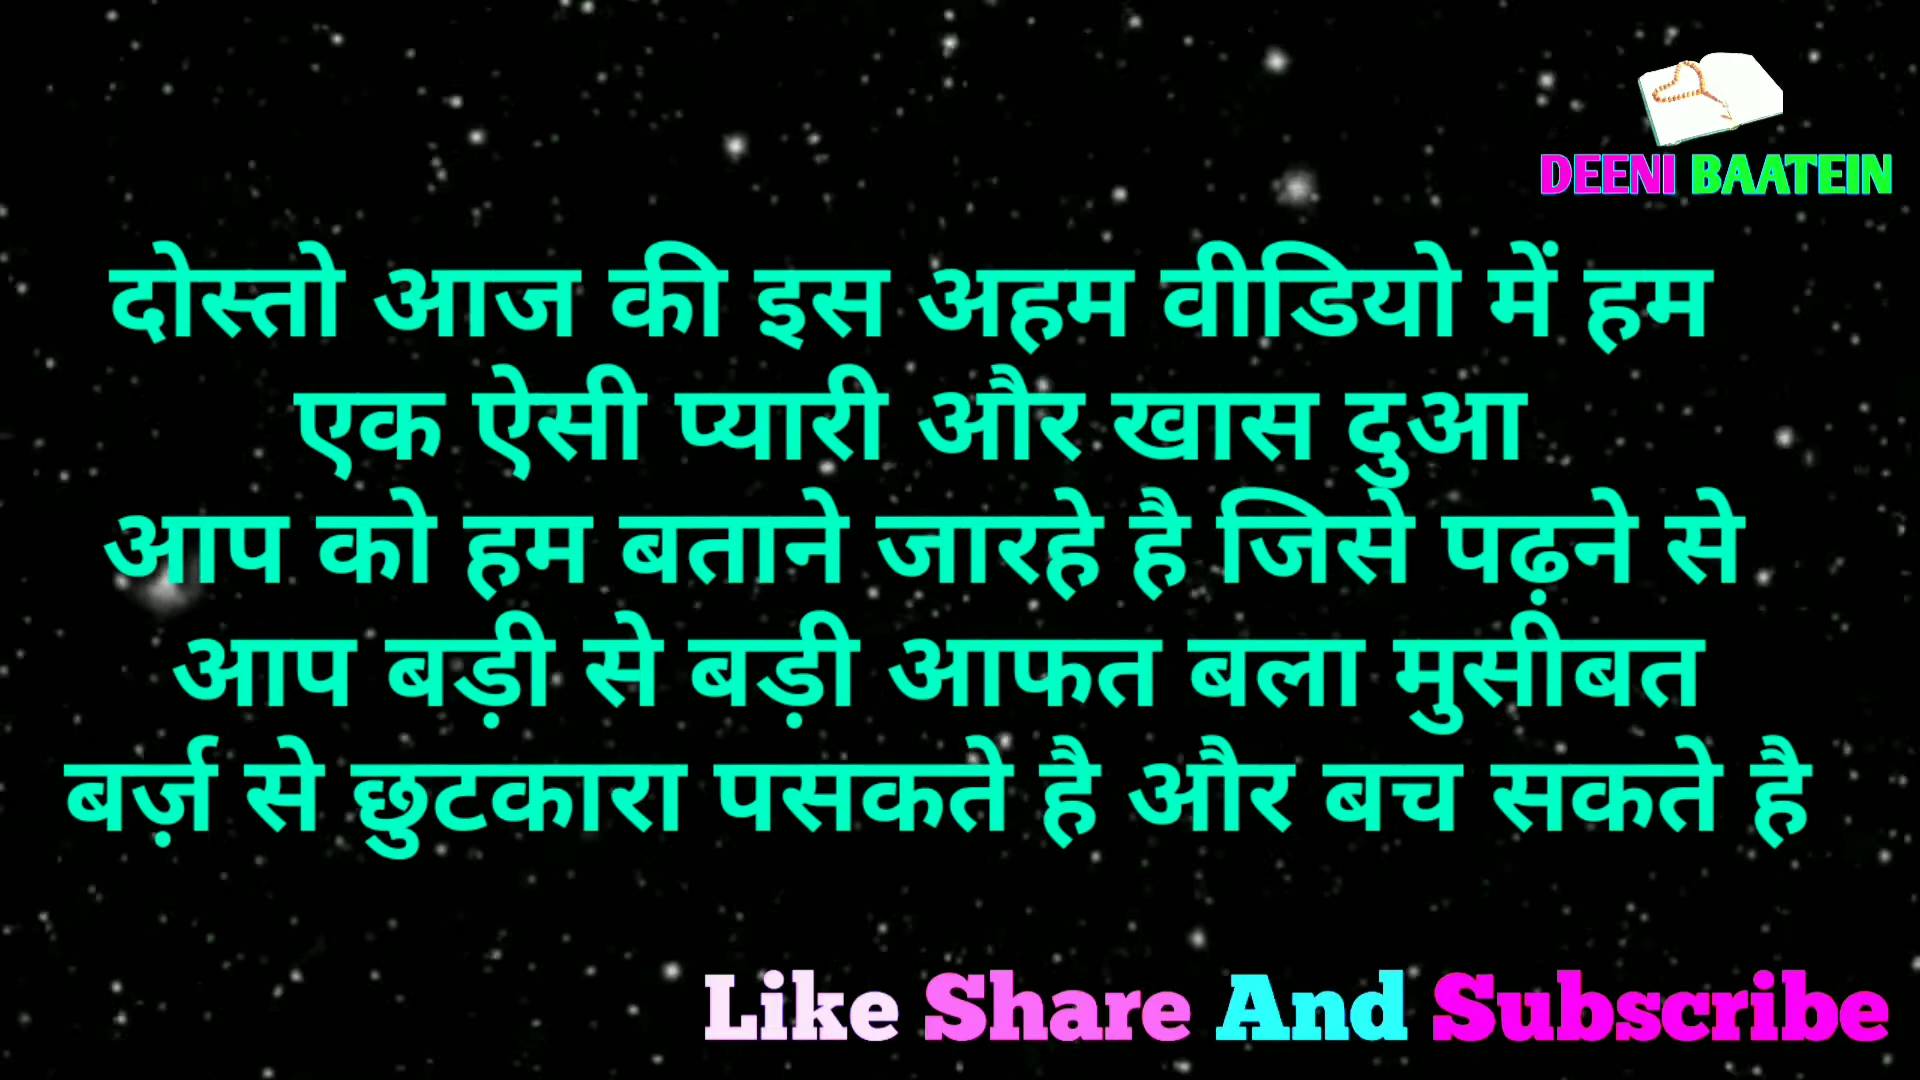 DEENI BAATEIN
दोस्तो आज की इस अहम वीडियो में हम
एक ऐसी प्यारी और खास दुआ
आप को हम बताने जारहे है जिसे पढ़ने से
आप बड़ी से बड़ी आफत बला मुसीबत
बर्ज़ से छुटकारा पसकते है और बच सकते है
Like Share And Subscribe